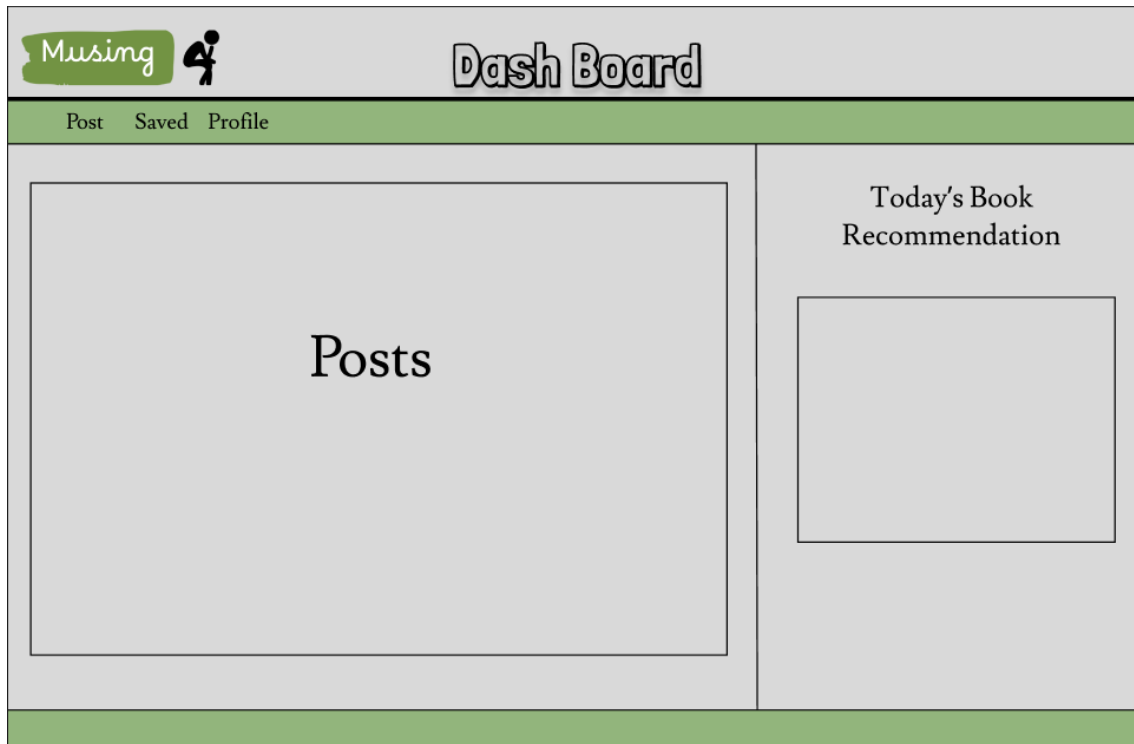 Musing
Dash Board
Post Saved Profile
Posts
Today's Book
Recommendation